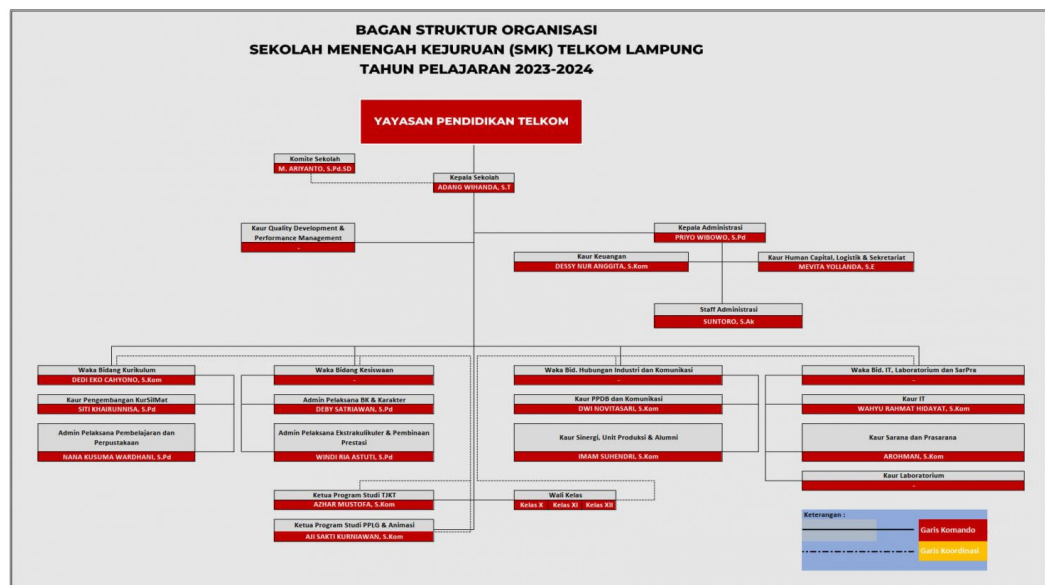 BAGAN STRUKTUR ORGANISASI
SEKOLAH MENENGAH KEJURUAN (SMK) TELKOM LAMPUNG
TAHUN PELAJARAN 2023-2024
YAYASAN PENDIDIKAN TELKOM
Komite Sekolah
M. ARIYANTO, S.Pd.SD
Kepala Sekolah
ADANG WIHANDA, S.T
Kaur Quality Development &
Performance Management
-
Kepala Administrasi
PRIYO WIBOWO, S.Pd
Kaur Keuangan
DESSY NUR ANGGITA, S.Kom
Kaur Human Capital, Logistik & Sekretariat
MEVITA YOLLANDA, S.E
Staff Administrasi
SUNTORO, S.Ak
Waka Bidang Kurikulum
DEDI EKO CAHYONO, S.Kom
Kaur Pengembangan KurSilMat
SITI KHAIRUNNISA, S.Pd
Admin Pelaksana Pembelajaran dan
Perpustakaan
NANA KUSUMA WARDHANI, S.Pd
Waka Bidang Kesiswaan
-
Admin Pelaksana BK & Karakter
DEBY SATRIAWAN, S.Pd
Admin Pelaksana Ekstrakulikuler & Pembinaan
Prestasi
WINDI RIA ASTUTI, S.Pd
Waka Bid. Hubungan Industri dan Komunikasi
-
Kaur PPDB dan Komunikasi
DWI NOVITASARI, S.Kom
Kaur Sinergi, Unit Produksi & Alumni
IMAM SUHENDRI, S.Kom
Waka Bid. IT, Laboratorium dan SarPra
-
Kaur IT
WAHYU RAHMAT HIDAYAT, S.Kom
Kaur Sarana dan Prasarana
AROHMAN, S.Kom
Kaur Laboratorium
-
Ketua Program Studi TJKT
AZHAR MUSTOFA, S.Kom
Wali Kelas
Kelas X Kelas XI Kelas XII
Ketua Program Studi PPLG & Animasi
AJI SAKTI KURNIAWAN, S.Kom
Keterangan :
Garis Komando
Garis Koordinasi